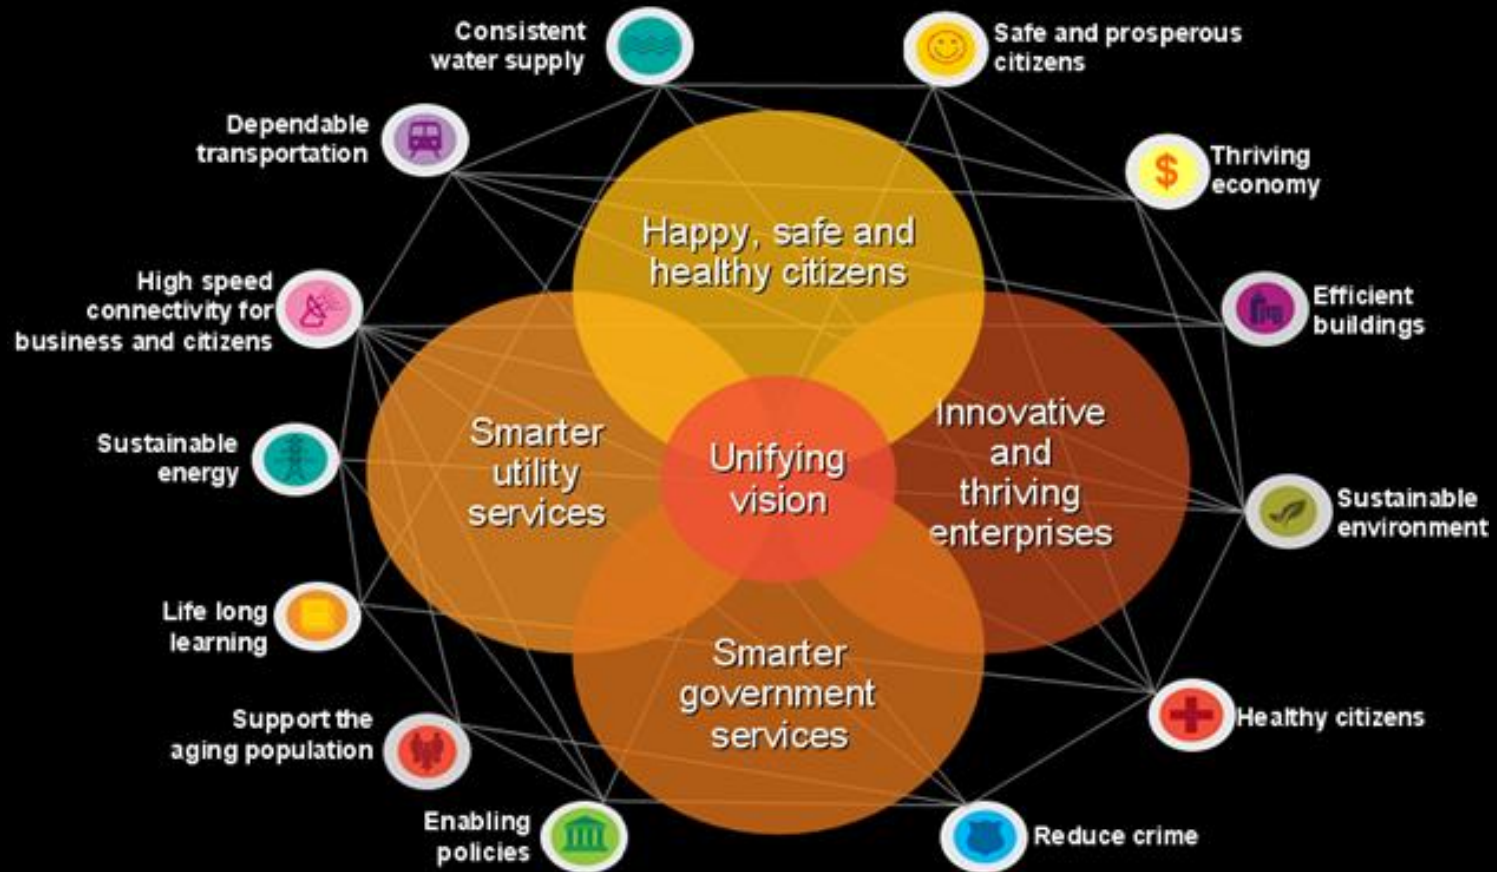 Consistent
water supply
Safe and prosperous
citizens
Dependable
transportation
Thriving
economy
Happy, safe and
healthy citizens
High speed
connectivity for
business and citizens
Efficient
buildings
Smarter
utility
services
Unifying
vision
Innovative
and
thriving
enterprises
Sustainable
energy
Sustainable
environment
Life long
learning
Smarter
government
services
Support the
aging population
Healthy citizens
Enabling
policies
Reduce crime
$